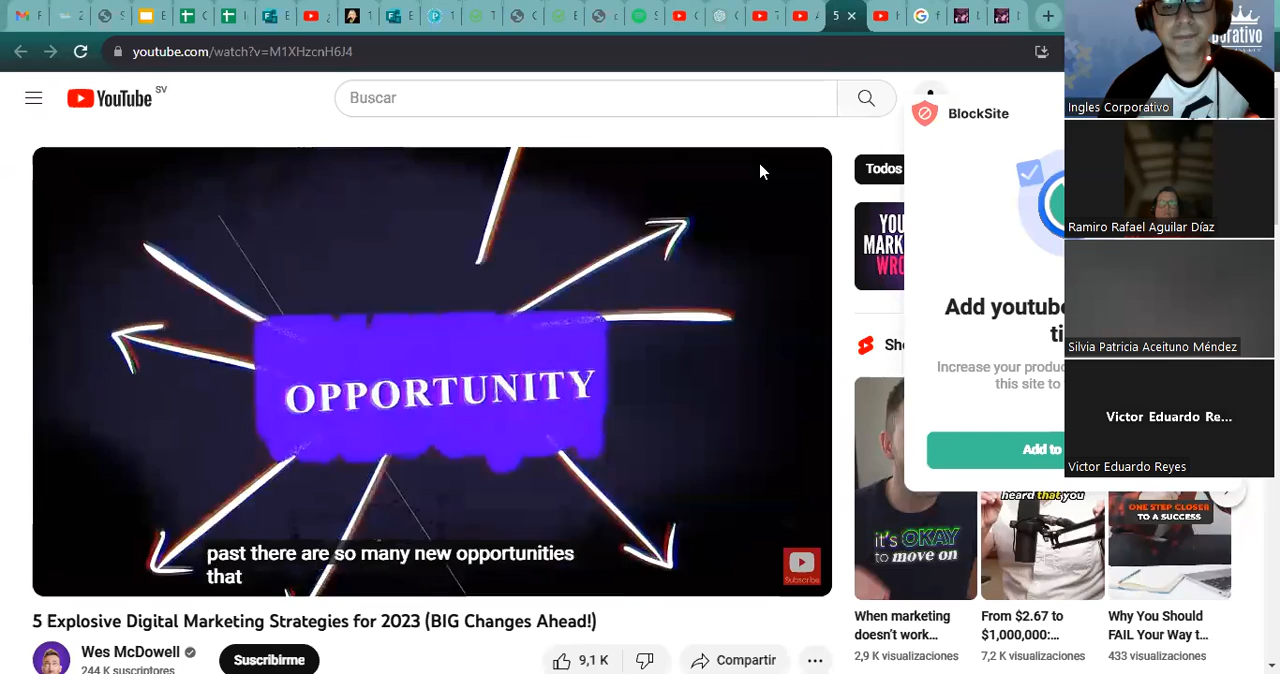 youtube.com/watch?v=M1XHzcnH6J4
YouTube SV
Buscar
OPPORTUNITY
past there are so many new opportunities
that
Subscribe
5 Explosive Digital Marketing Strategies for 2023 (BIG Changes Ahead!)
Wes McDowell
244 K suscriptores
Suscribirme
9,1 K
Compartir
Todos
BlockSite
Add youtube
Increase your produc
this site to
Add to
it's OKAY
to move on
heard that you
ONE STEP CLOSER
TO A SUCCESS
When marketing
doesn't work...
2,9 K visualizaciones
From $2.67 to
$1,000,000:...
7,2 K visualizaciones
Why You Should
FAIL Your Way t...
433 visualizaciones
Ingles Corporativo
Ramiro Rafael Aguilar Díaz
Silvia Patricia Aceituno Méndez
Victor Eduardo Re...
Victor Eduardo Reyes